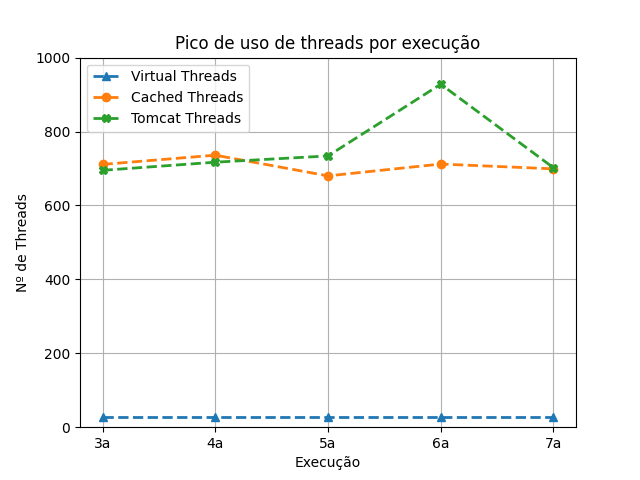 Pico de uso de threads por execução
Virtual Threads
Cached Threads
Tomcat Threads
1000
800
600
400
200
0
Nº de Threads
3a 4a 5a 6a 7a
Execução